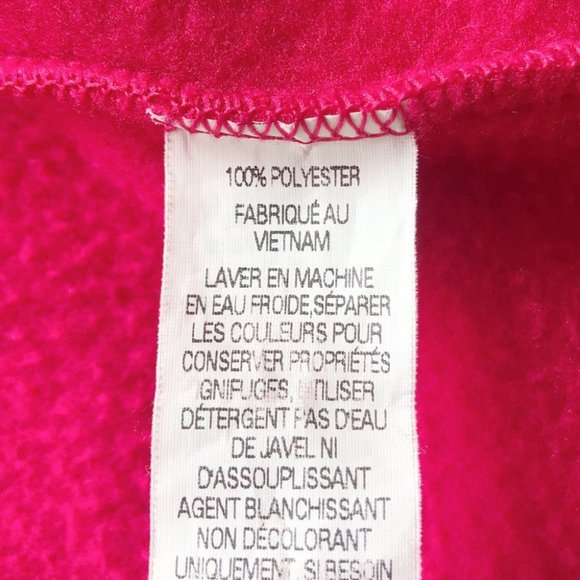 100% POLYESTER
FABRIQUÉ AU
VIETNAM
LAVER EN MACHINE
EN EAU FROIDE,SÉPARER
LES COULEURS POUR
CONSERVER PROPRIÉTÉS
GNIFUGES, UTILISER
DÉTERGENT PAS D'EAU
DE JAVEL NI
D'ASSOUPLISSANT
AGENT BLANCHISSANT
NON DÉCOLORANT
UNIQUEMENT SI BESOIN